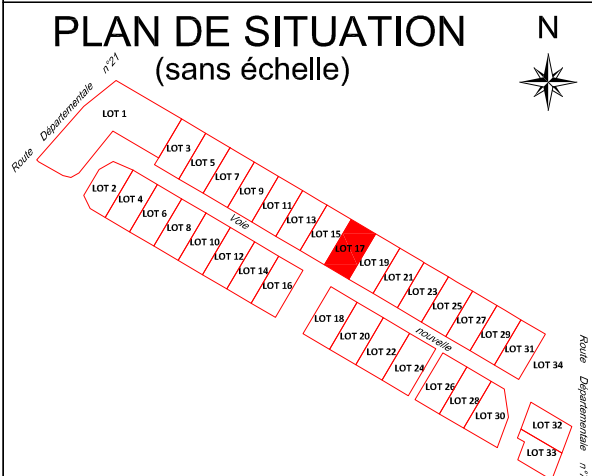 PLAN DE SITUATION
(sans échelle)
N
Route Départementale n°21
LOT 1
LOT 3
LOT 5
LOT 7
LOT 9
LOT 11
LOT 13
LOT 15
LOT 17
LOT 19
LOT 21
LOT 23
LOT 25
LOT 27
LOT 29
LOT 31
LOT 34
Voie nouvelle
LOT 2
LOT 4
LOT 6
LOT 8
LOT 10
LOT 12
LOT 14
LOT 16
LOT 18
LOT 20
LOT 22
LOT 24
LOT 26
LOT 28
LOT 30
LOT 32
LOT 33
Route Départementale n°